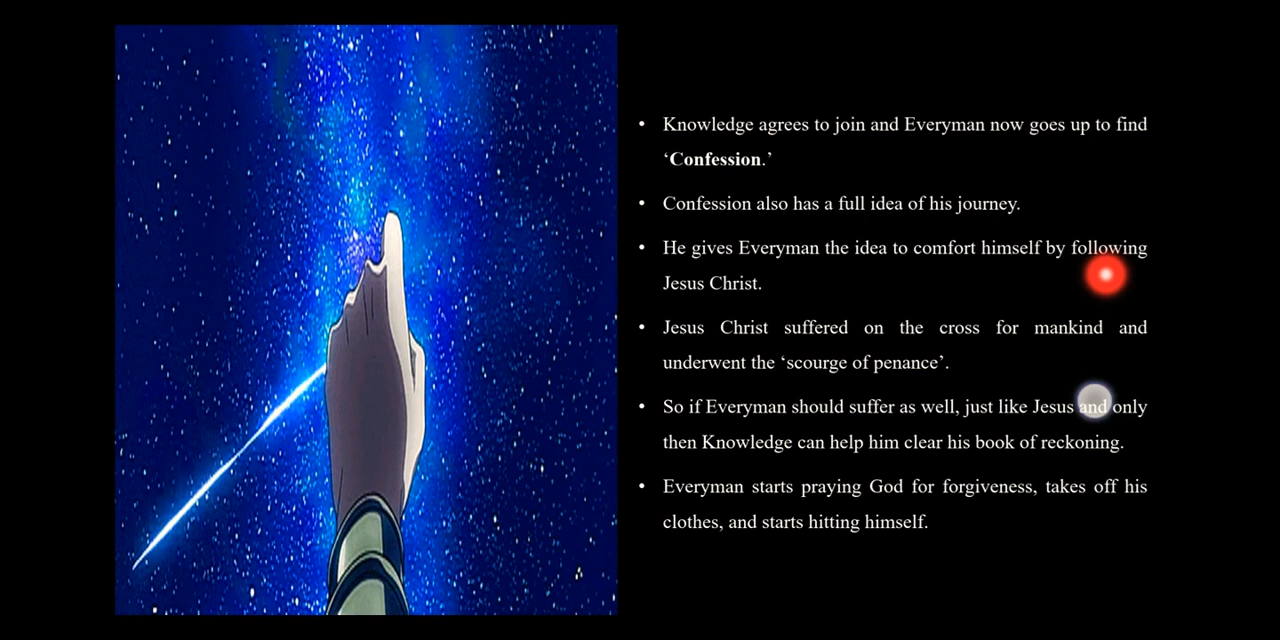 • Knowledge agrees to join and Everyman now goes up to find
‘Confession.’
• Confession also has a full idea of his journey.
• He gives Everyman the idea to comfort himself by following
Jesus Christ.
• Jesus Christ suffered on the cross for mankind and
underwent the ‘scourge of penance’.
• So if Everyman should suffer as well, just like Jesus and only
then Knowledge can help him clear his book of reckoning.
• Everyman starts praying God for forgiveness, takes off his
clothes, and starts hitting himself.